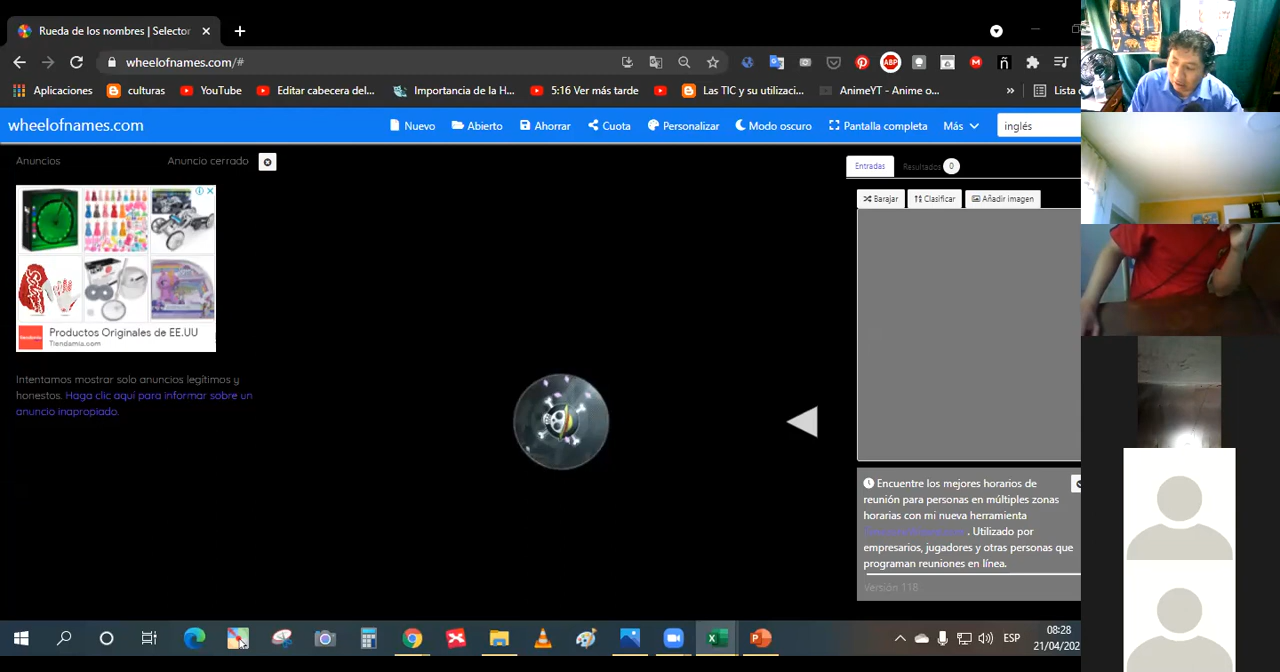 Rueda de los nombres | Selector
wheelofnames.com/#
Aplicaciones
culturas
YouTube
Editar cabecera del...
Importancia de la H...
5:16 Ver más tarde
Las TIC y su utilizaci...
AnimeYT - Anime o...
»
Lista
wheelofnames.com
Nuevo
Abierto
Ahorrar
Cuota
Personalizar
Modo oscuro
Pantalla completa
Más
inglés
Anuncios
Anuncio cerrado
Entradas
Resultados 0
Barajar
Clasificar
Añadir imagen
Productos Originales de EE.UU
Tiendamia.com
Intentamos mostrar solo anuncios legítimos y
honestos. Haga clic aquí para informar sobre un
anuncio inapropiado.
Encuentre los mejores horarios de
reunión para personas en múltiples zonas
horarias con mi nueva herramienta
. Utilizado por
empresarios, jugadores y otras personas que
programan reuniones en línea.
Versión 118
ESP
08:28
21/04/202